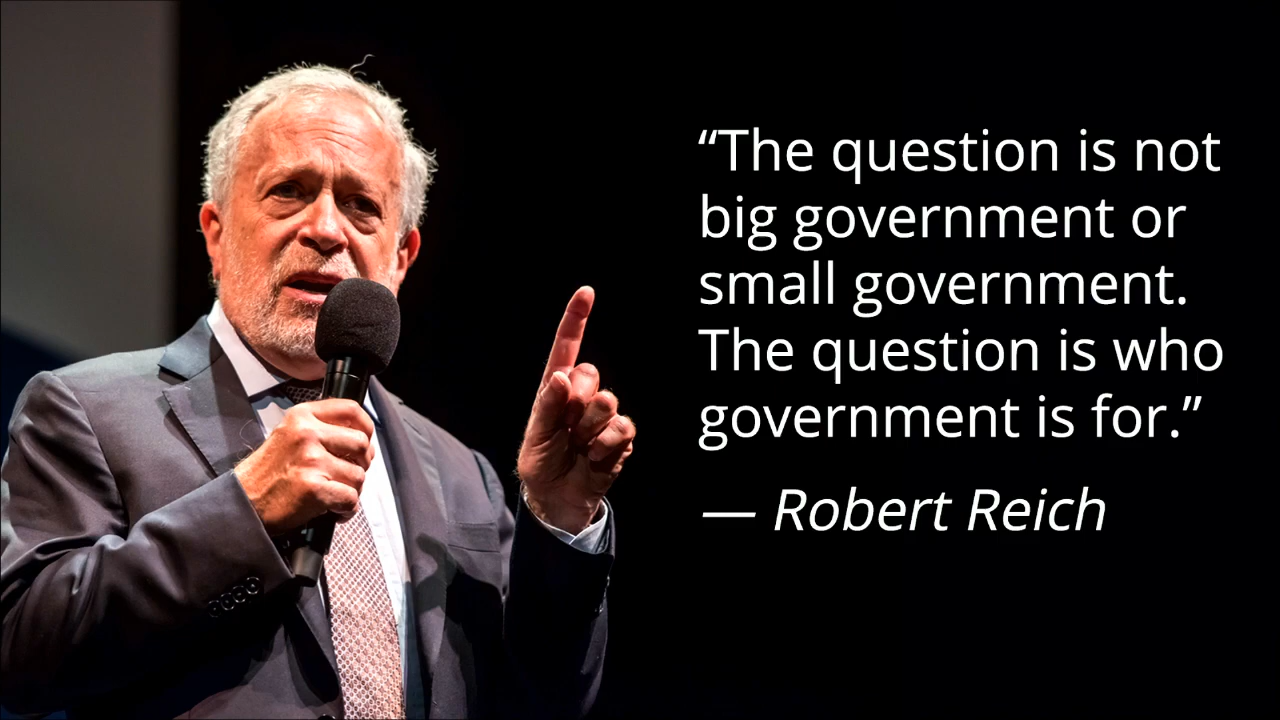 “The question is not
big government or
small government.
The question is who
government is for.”
— Robert Reich